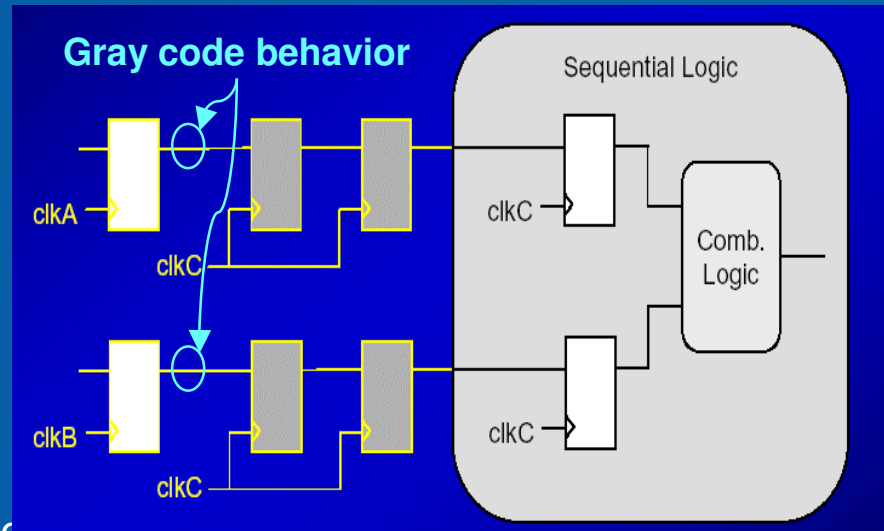 Gray code behavior
Sequential Logic
clkA
clkC
clkC
Comb.
Logic
clkB
clkC
clkC